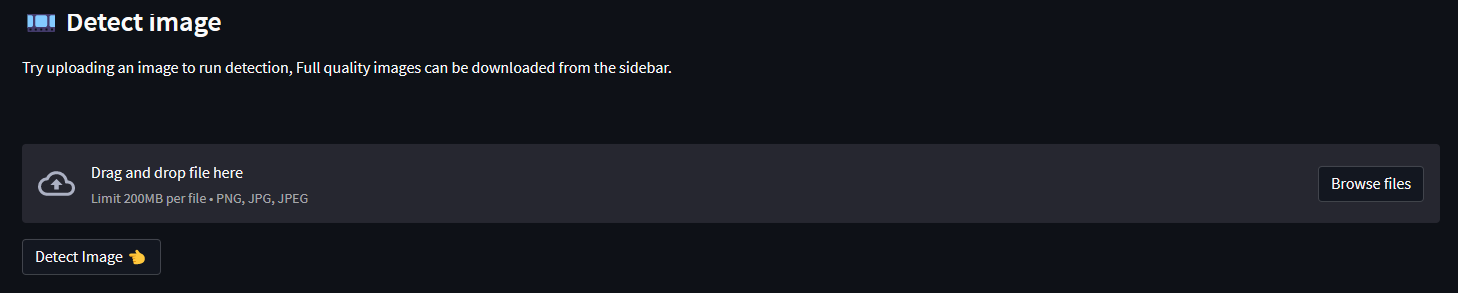 Detect image
Try uploading an image to run detection, Full quality images can be downloaded from the sidebar.
Drag and drop file here
Limit 200MB per file • PNG, JPG, JPEG
Browse files
Detect Image 👈